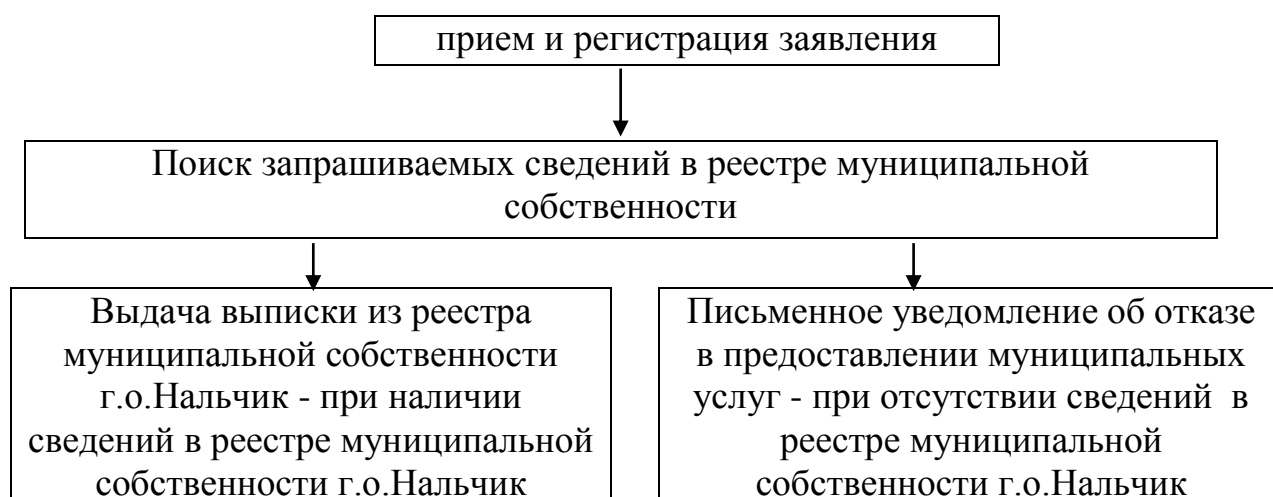 прием и регистрация заявления
Поиск запрашиваемых сведений в реестре муниципальной
собственности
Выдача выписки из реестра
муниципальной собственности
г.о.Нальчик - при наличии
сведений в реестре муниципальной
собственности г.о.Нальчик
Письменное уведомление об отказе
в предоставлении муниципальных
услуг - при отсутствии сведений  в
реестре муниципальной
собственности г.о.Нальчик